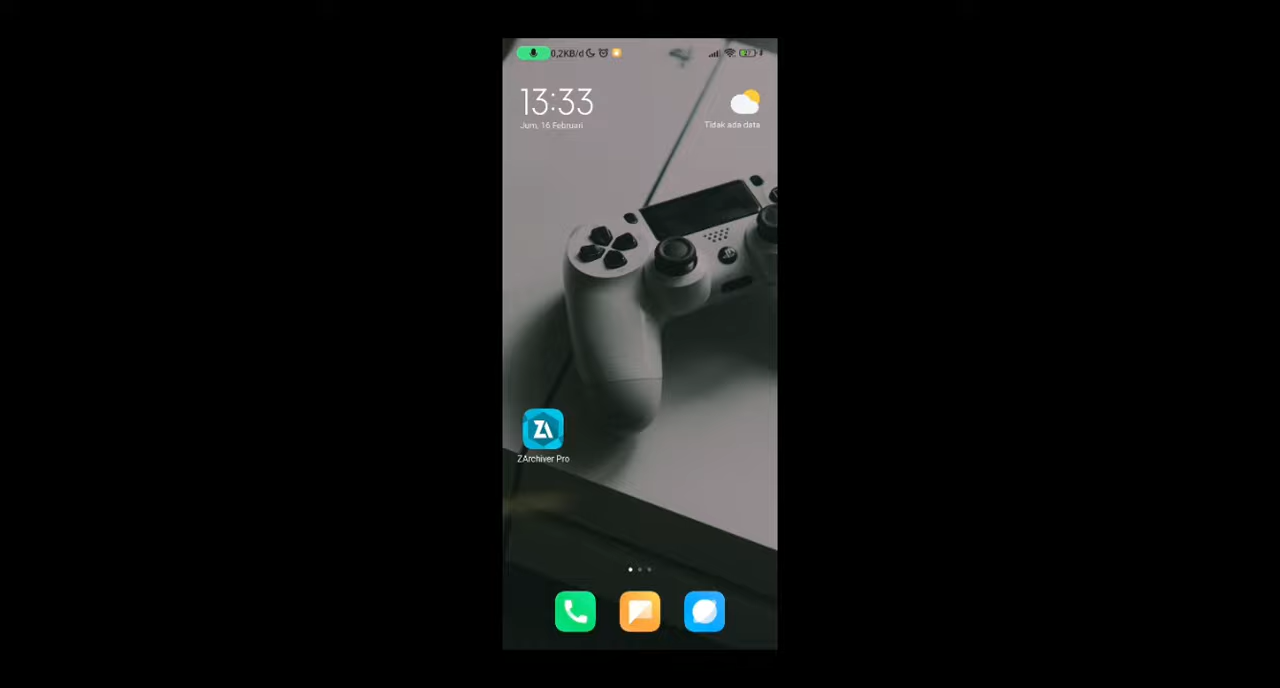 0,2KB/d
13:33
Jum, 16 Februari
Tidak ada data
ZArchiver Pro